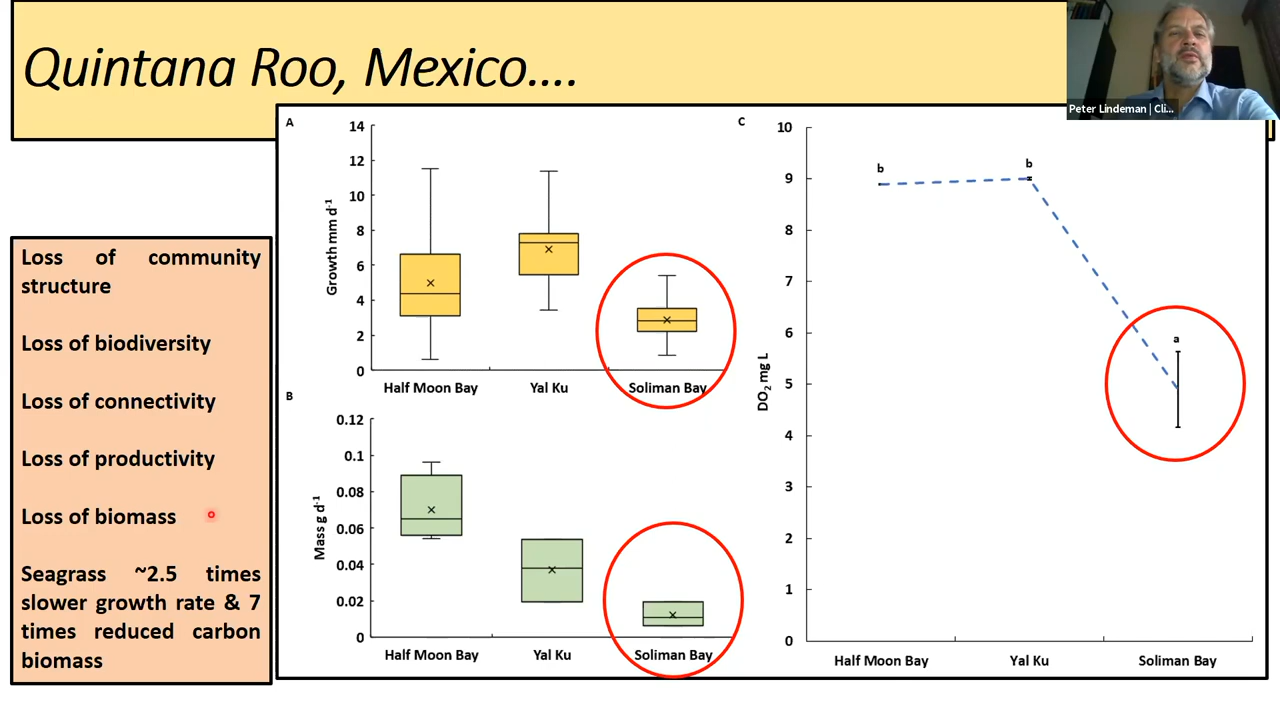 Quintana Roo, Mexico....
Peter Lindeman | Cli...
Loss of community
structure
Loss of biodiversity
Loss of connectivity
Loss of productivity
Loss of biomass
Seagrass ~2.5 times
slower growth rate & 7
times reduced carbon
biomass
A
14
12
10
8
6
4
2
0
Growth mm d-1
Half Moon Bay Yal Ku Soliman Bay
B
0.12
0.1
0.08
0.06
0.04
0.02
0
Mass g d-1
Half Moon Bay Yal Ku Soliman Bay
C
10
9
8
7
6
5
4
3
2
1
0
DO2 mg L
b
b
a
Half Moon Bay Yal Ku Soliman Bay